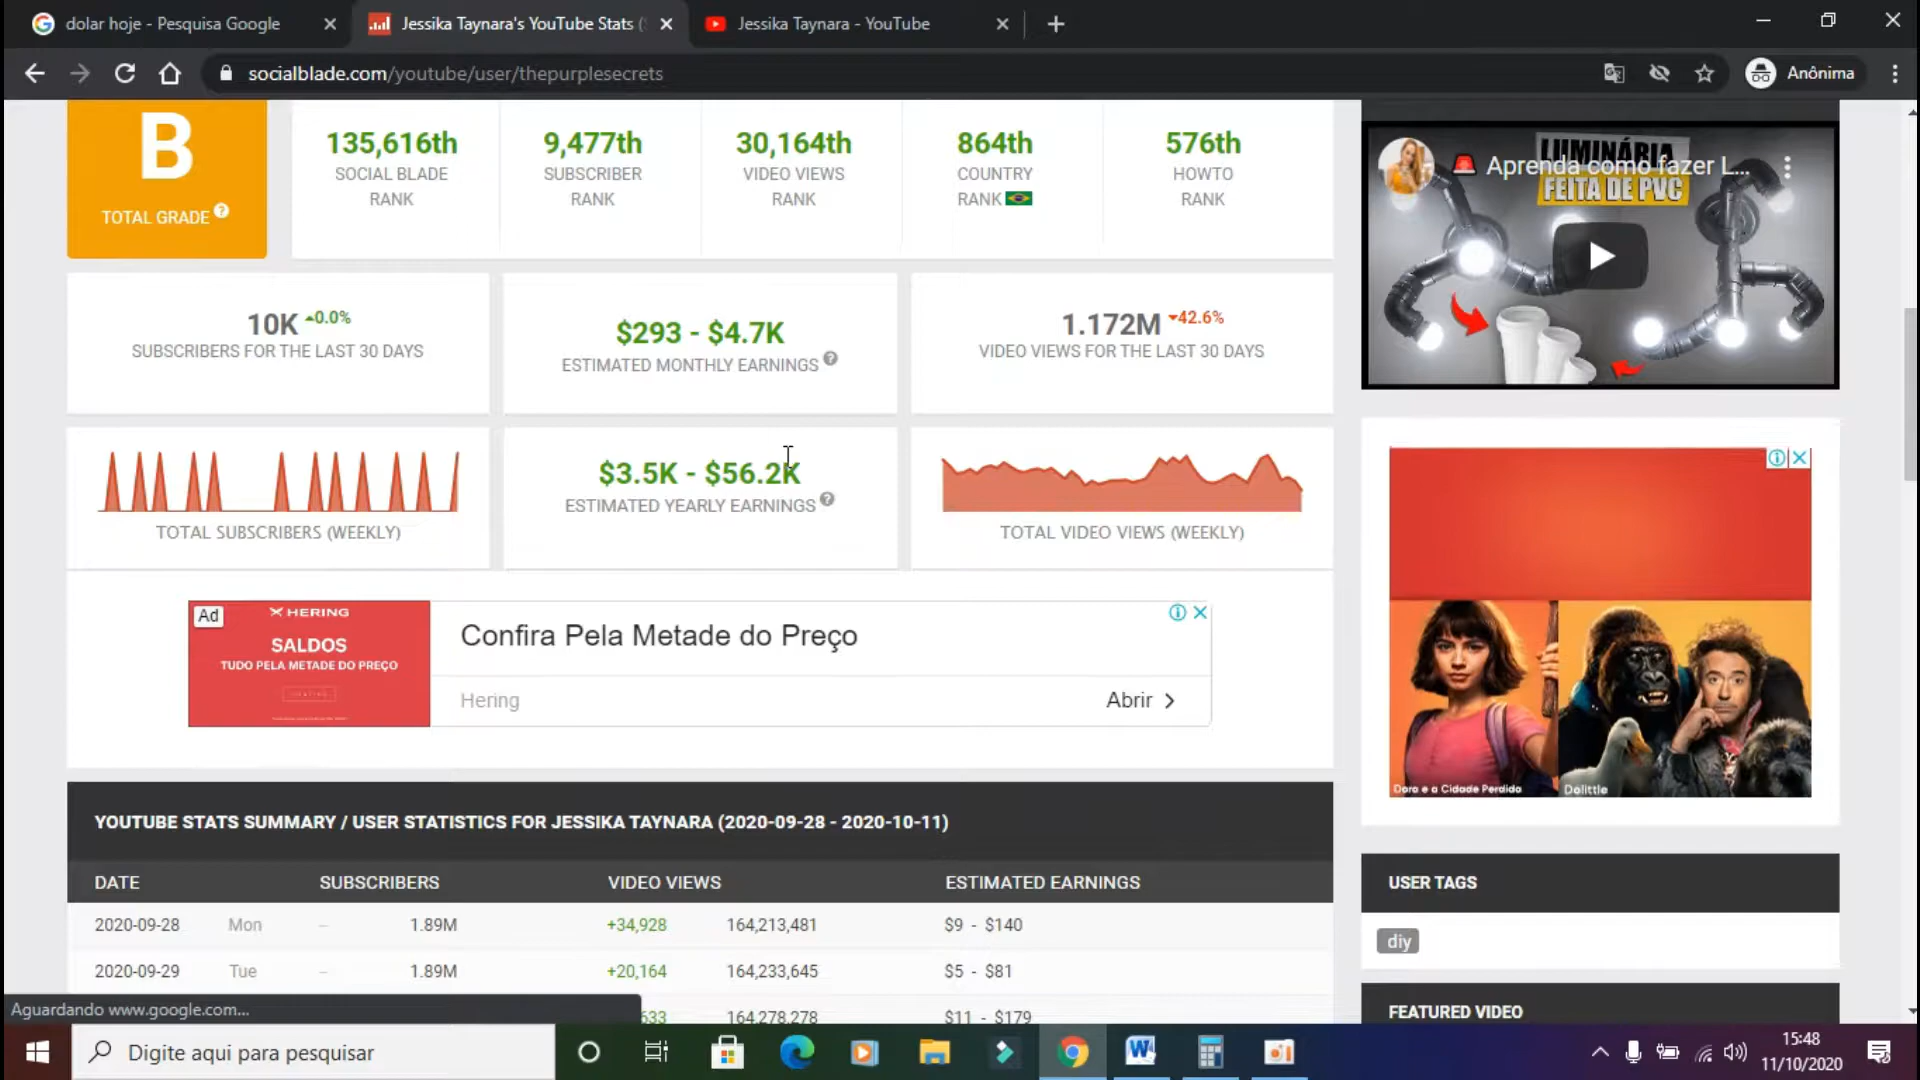 dolar hoje - Pesquisa Google
Jessika Taynara's YouTube Stats (
Jessika Taynara - YouTube
socialblade.com/youtube/user/thepurplesecrets
Anônima
B
TOTAL GRADE
135,616th
SOCIAL BLADE
RANK
9,477th
SUBSCRIBER
RANK
30,164th
VIDEO VIEWS
RANK
864th
COUNTRY
RANK
576th
HOWTO
RANK
10K 0.0%
SUBSCRIBERS FOR THE LAST 30 DAYS
$293 - $4.7K
ESTIMATED MONTHLY EARNINGS
1.172M 42.6%
VIDEO VIEWS FOR THE LAST 30 DAYS
TOTAL SUBSCRIBERS (WEEKLY)
$3.5K - $56.2K
ESTIMATED YEARLY EARNINGS
TOTAL VIDEO VIEWS (WEEKLY)
LUMINÁRIA
Aprenda como fazer L...
FEITA DE PVC
Ad
HERING
SALDOS
TUDO PELA METADE DO PREÇO
Confira Pela Metade do Preço
Hering
Abrir
Dora e a Cidade Perdida
Dolittle
YOUTUBE STATS SUMMARY / USER STATISTICS FOR JESSIKA TAYNARA (2020-09-28 - 2020-10-11)
DATE SUBSCRIBERS VIDEO VIEWS ESTIMATED EARNINGS
2020-09-28 Mon – 1.89M +34,928 164,213,481 $9 - $140
2020-09-29 Tue – 1.89M +20,164 164,233,645 $5 - $81
633 164,278,278 $11 - $179
USER TAGS
diy
FEATURED VIDEO
Aguardando www.google.com...
Digite aqui para pesquisar
15:48
11/10/2020